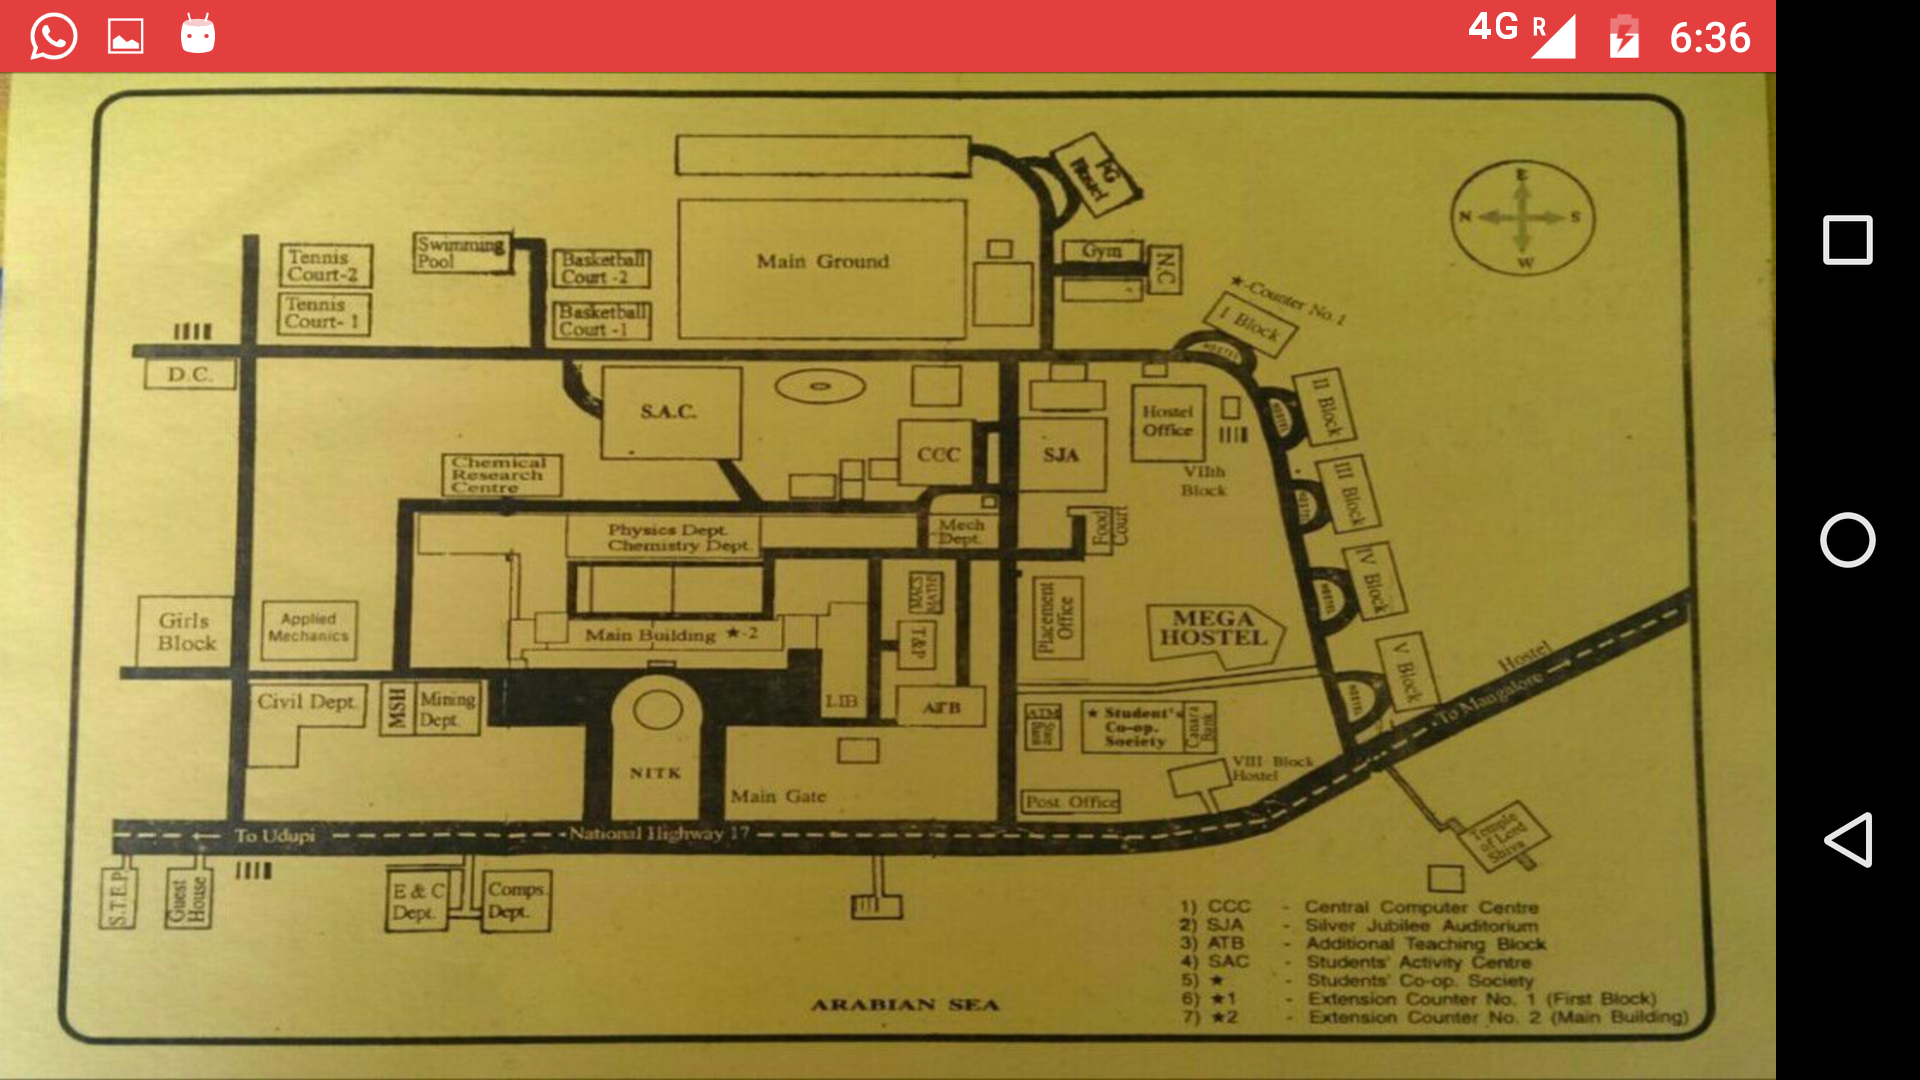 4G R 6:36
PG
Hostel
E
N S
W
Tennis
Court-2
Swimming
Pool
Basketball
Court -2
Main Ground
Gym
N.C
Tennis
Court- 1
Basketball
Court -1
★-Counter No.1
I Block
HOSTEL
D.C.
S.A.C.
Hostel
Office
II Block
Chemical
Research
Centre
CCC
SJA
VIIth
Block
III Block
Physics Dept.
Chemistry Dept.
Mech
Dept.
Food
Court
IV Block
MACS
MATH
Girls
Block
Applied
Mechanics
Main Building ★-2
T&P
Placement
Office
MEGA
HOSTEL
V Block
Hostel
To Mangalore
Civil Dept.
MSH
Mining
Dept.
LIB
ATB
ATM
State
Bank
★ Student's
Co-op.
Society
Canara
Bank
NITK
Main Gate
VIII Block
Hostel
Post Office
To Udupi
National Highway 17
Temple
of Lord
Shiva
S.T.E.P
Guest
House
E & C
Dept.
Comps.
Dept.
1) CCC - Central Computer Centre
2) SJA - Silver Jubilee Auditorium
3) ATB - Additional Teaching Block
4) SAC - Students' Activity Centre
5) ★ - Students' Co-op. Society
6) ★1 - Extension Counter No. 1 (First Block)
7) ★2 - Extension Counter No. 2 (Main Building)
ARABIAN SEA